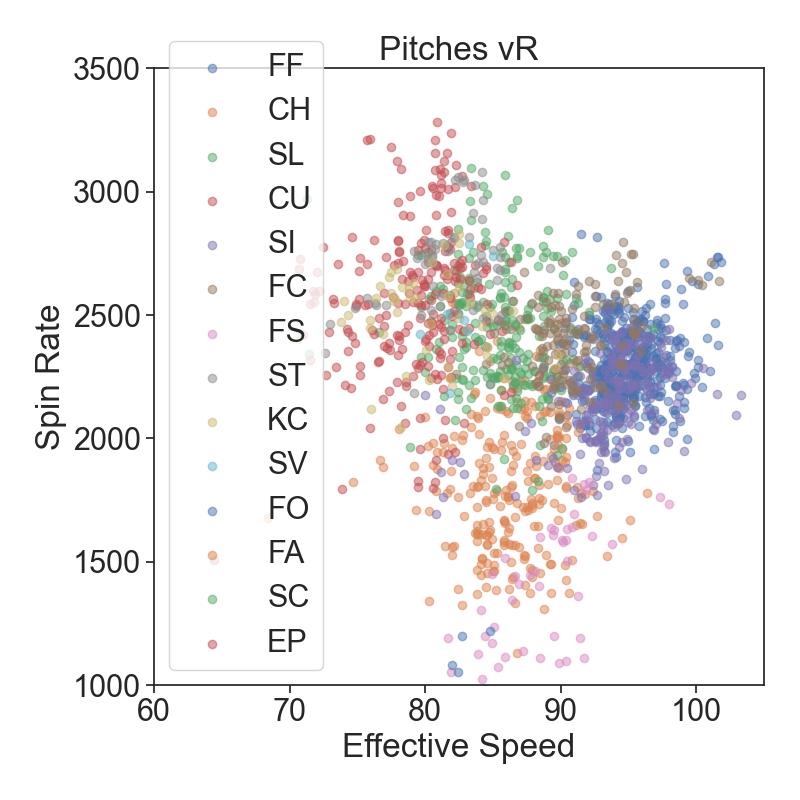 Pitches vR
3500
3000
2500
2000
1500
1000
Spin Rate
FF
CH
SL
CU
SI
FC
FS
ST
KC
SV
FO
FA
SC
EP
60
70
80
90
100
Effective Speed